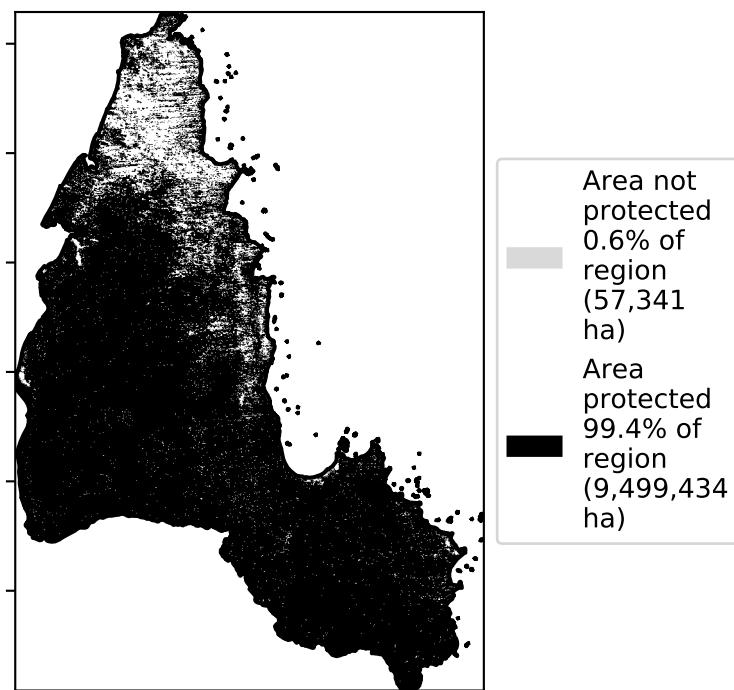 Area not
protected
0.6% of
region
(57,341
ha)
Area
protected
99.4% of
region
(9,499,434
ha)